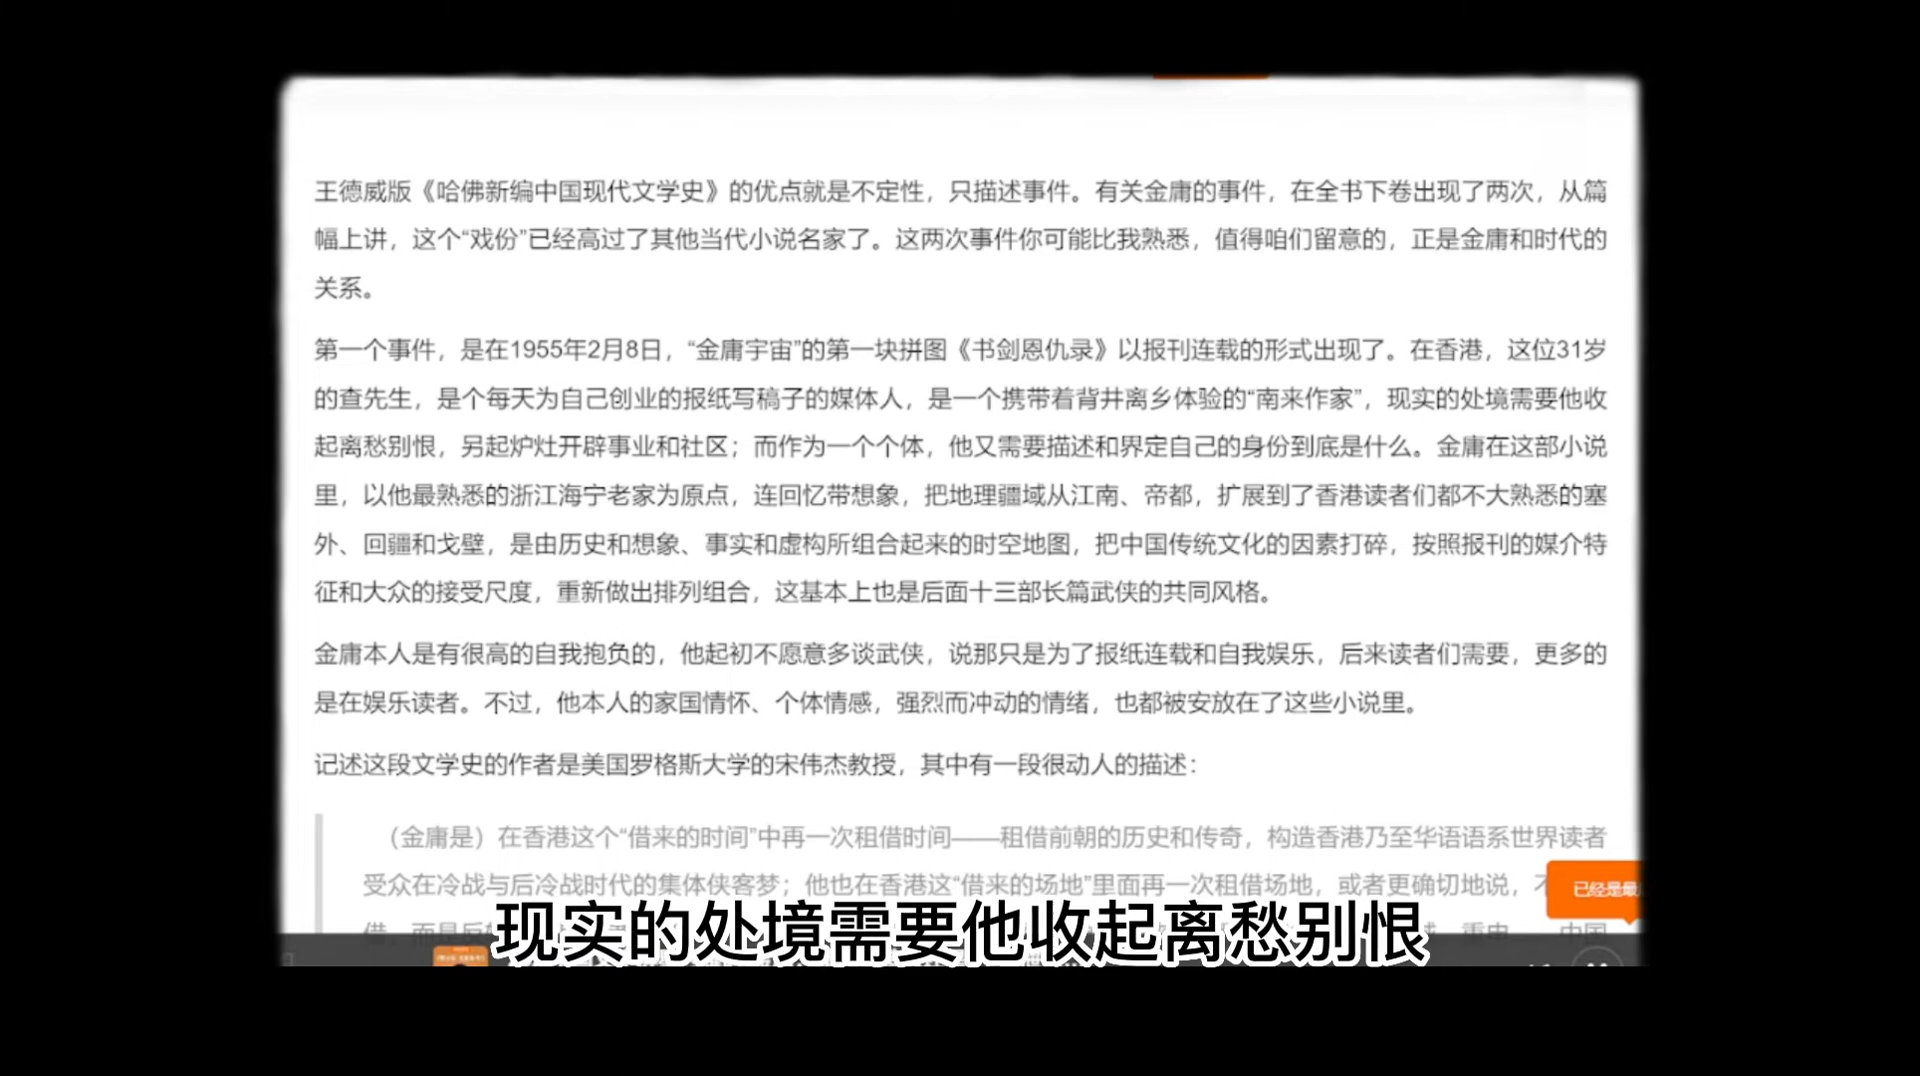 王德威版《哈佛新编中国现代文学史》的优点就是不定性，只描述事件。有关金庸的事件，在全书下卷出现了两次，从篇
幅上讲，这个“戏份”已经高过了其他当代小说名家了。这两次事件你可能比我熟悉，值得咱们留意的，正是金庸和时代的
关系。
第一个事件，是在1955年2月8日，“金庸宇宙”的第一块拼图《书剑恩仇录》以报刊连载的形式出现了。在香港，这位31岁
的查先生，是个每天为自己创业的报纸写稿子的媒体人，是一个携带着背井离乡体验的“南来作家”，现实的处境需要他收
起离愁别恨，另起炉灶开辟事业和社区；而作为一个个体，他又需要描述和界定自己的身份到底是什么。金庸在这部小说
里，以他最熟悉的浙江海宁老家为原点，连回忆带想象，把地理疆域从江南、帝都，扩展到了香港读者们都不大熟悉的塞
外、回疆和戈壁，是由历史和想象、事实和虚构所组合起来的时空地图，把中国传统文化的因素打碎，按照报刊的媒介特
征和大众的接受尺度，重新做出排列组合，这基本上也是后面十三部长篇武侠的共同风格。
金庸本人是有很高的自我抱负的，他起初不愿意多谈武侠，说那只是为了报纸连载和自我娱乐，后来读者们需要，更多的
是在娱乐读者。不过，他本人的家国情怀、个体情感，强烈而冲动的情绪，也都被安放在了这些小说里。
记述这段文学史的作者是美国罗格斯大学的宋伟杰教授，其中有一段很动人的描述：
（金庸是）在香港这个“借来的时间”中再一次租借时间——租借前朝的历史和传奇，构造香港乃至华语语系世界读者
受众在冷战与后冷战时代的集体侠客梦；他也在香港这“借来的场地”里面再一次租借场地，或者更确切地说，不
已经是最
借，而是反 重申 中国
现实的处境需要他收起离愁别恨